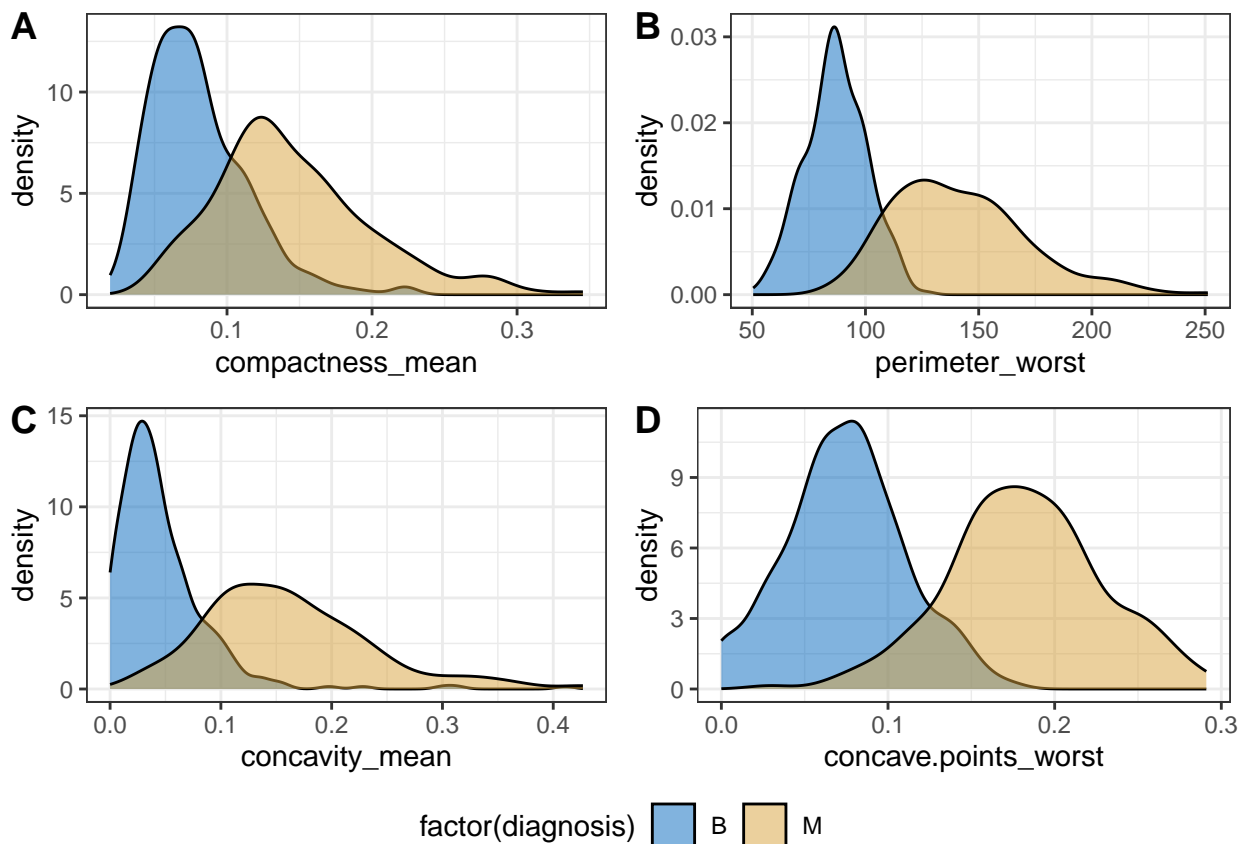 A
density
10
5
0
0.1 0.2 0.3
compactness_mean
B
density
0.03
0.02
0.01
0.00
50 100 150 200 250
perimeter_worst
C
density
15
10
5
0
0.0 0.1 0.2 0.3 0.4
concavity_mean
D
density
9
6
3
0
0.0 0.1 0.2 0.3
concave.points_worst
factor(diagnosis) B M